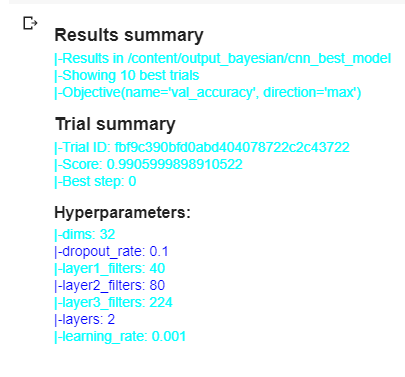 Results summary
|-Results in /content/output_bayesian/cnn_best_model
|-Showing 10 best trials
|-Objective(name='val_accuracy', direction='max')
Trial summary
|-Trial ID: fbf9c390bfd0abd404078722c2c43722
|-Score: 0.9905999898910522
|-Best step: 0
Hyperparameters:
|-dims: 32
|-dropout_rate: 0.1
|-layer1_filters: 40
|-layer2_filters: 80
|-layer3_filters: 224
|-layers: 2
|-learning_rate: 0.001